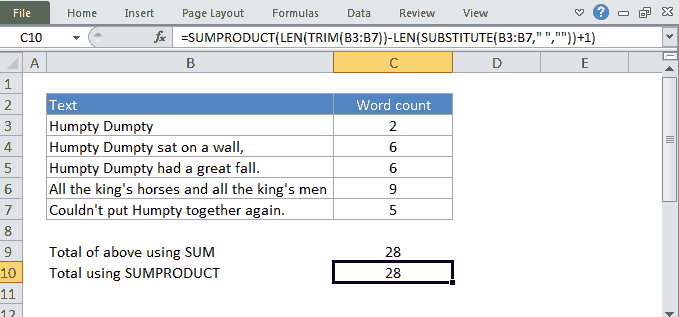 File Home Insert Page Layout Formulas Data Review View
C10 fx =SUMPRODUCT(LEN(TRIM(B3:B7))-LEN(SUBSTITUTE(B3:B7," ",""))+1)
A B C D E
1
2 Text Word count
3 Humpty Dumpty 2
4 Humpty Dumpty sat on a wall, 6
5 Humpty Dumpty had a great fall. 6
6 All the king's horses and all the king's men 9
7 Couldn't put Humpty together again. 5
8
9 Total of above using SUM 28
10 Total using SUMPRODUCT 28
11
12